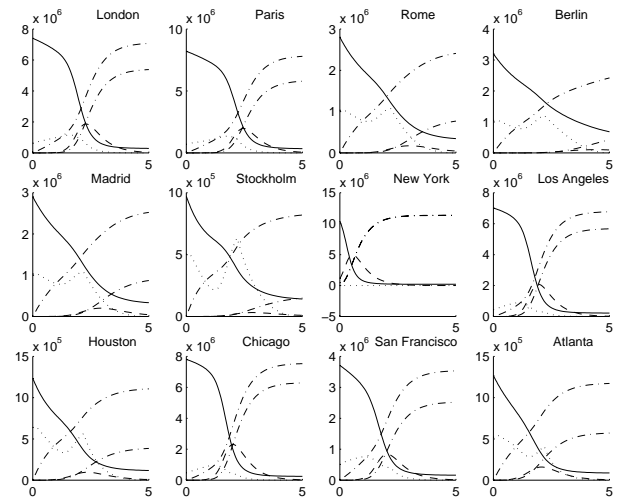 London Paris Rome Berlin
x 10^6 x 10^6 x 10^6 x 10^6
8 10 3 4
6 3
2
4 5 2
1
2 1
0 0 0 0
0 5 0 5 0 5 0 5
Madrid Stockholm New York Los Angeles
x 10^6 x 10^5 x 10^6 x 10^6
3 10 15 8
10 6
2
5 5 4
1
0 2
0 0 −5 0
0 5 0 5 0 5 0 5
Houston Chicago San Francisco Atlanta
x 10^5 x 10^6 x 10^6 x 10^5
15 8 4 15
6 3
10 10
4 2
5 5
2 1
0 0 0 0
0 5 0 5 0 5 0 5